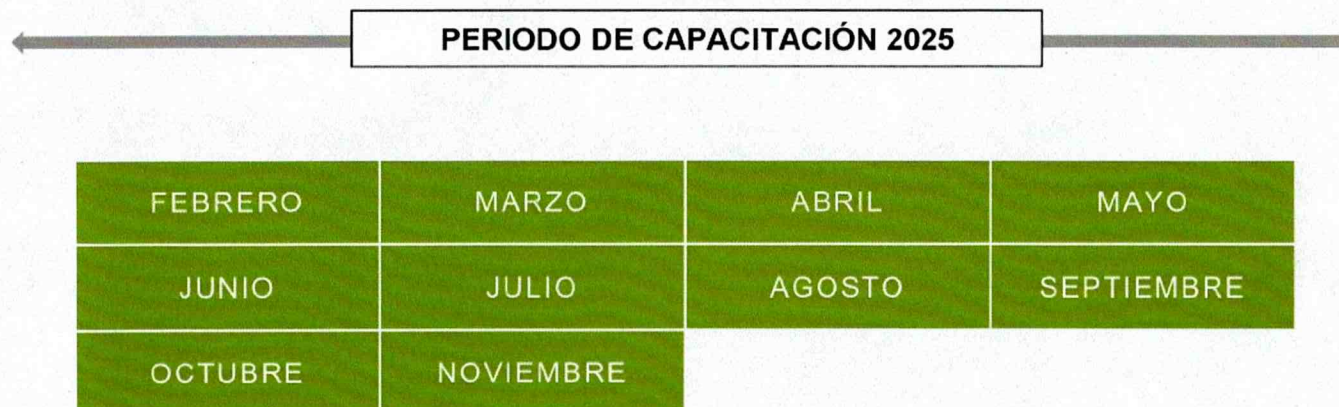 PERIODO DE CAPACITACIÓN 2025
FEBRERO MARZO ABRIL MAYO
JUNIO JULIO AGOSTO SEPTIEMBRE
OCTUBRE NOVIEMBRE